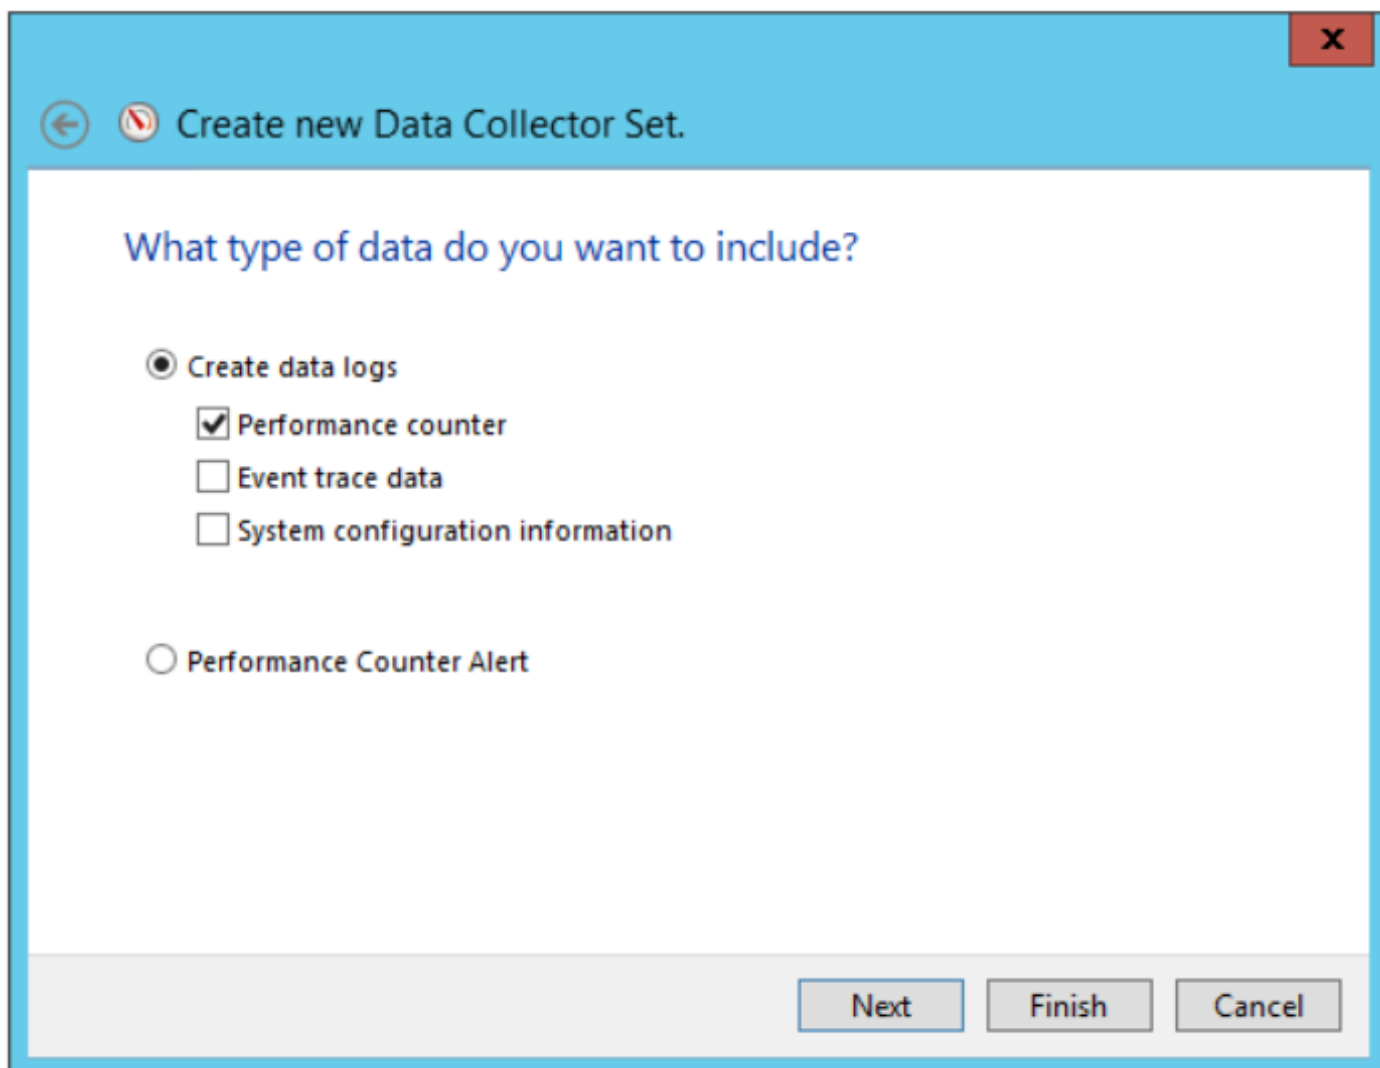 x
Create new Data Collector Set.
What type of data do you want to include?
Create data logs
Performance counter
Event trace data
System configuration information
Performance Counter Alert
Next Finish Cancel